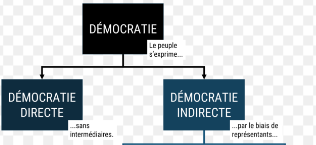 DÉMOCRATIE
Le peuple
s'exprime...
DÉMOCRATIE
DIRECTE
...sans
intermédiaires.
DÉMOCRATIE
INDIRECTE
...par le biais de
représentants...